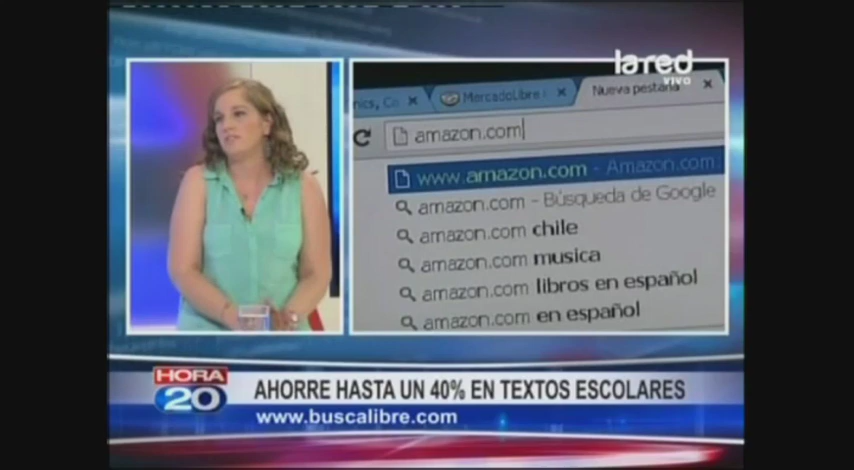 la red
VIVO
nics, Co
MercadoLibre
Nueva pestaña
amazon.com
www.amazon.com - Amazon.com:
amazon.com - Búsqueda de Google
amazon.com chile
amazon.com musica
amazon.com libros en español
amazon.com en español
HORA
20
AHORRE HASTA UN 40% EN TEXTOS ESCOLARES
www.buscalibre.com